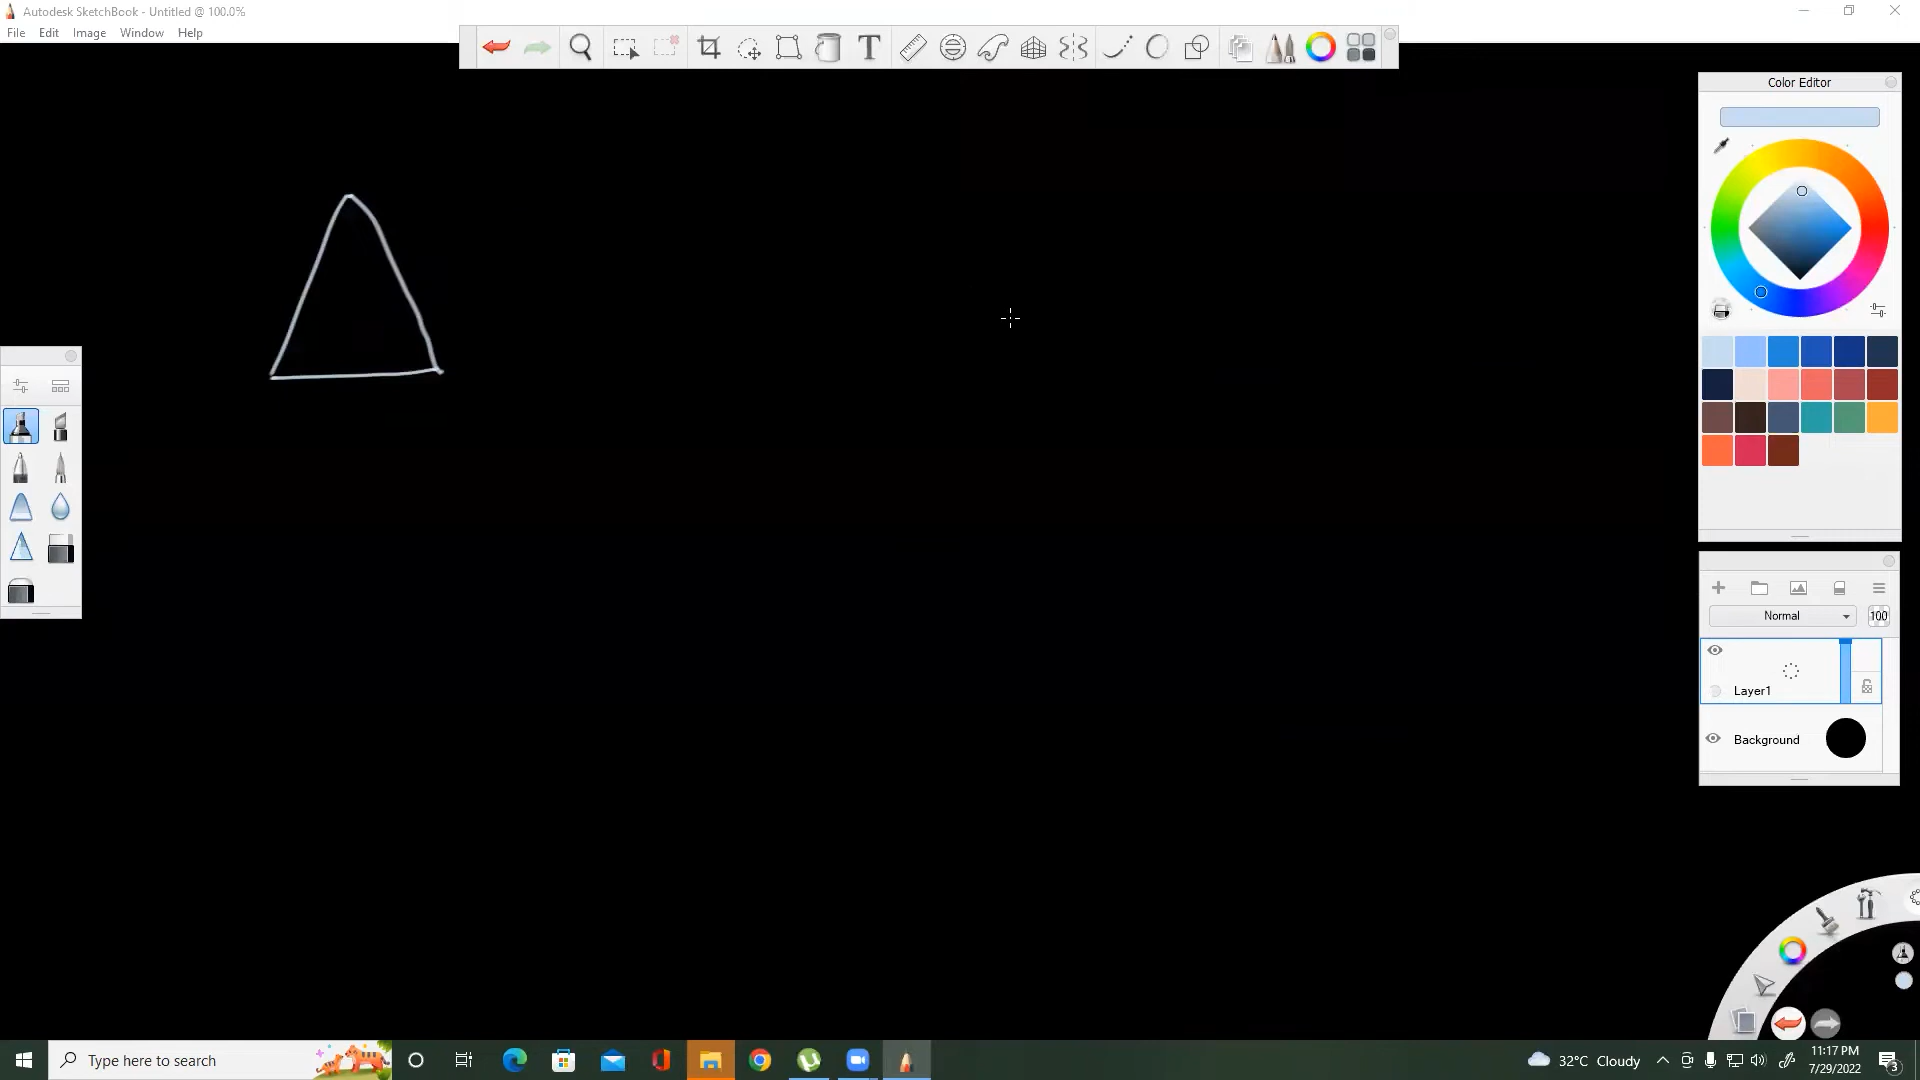 Autodesk SketchBook - Untitled @ 100.0%
File Edit Image Window Help
T
Color Editor
Normal 100
Layer1
Background
Type here to search
32°C Cloudy
11:17 PM
7/29/2022
3